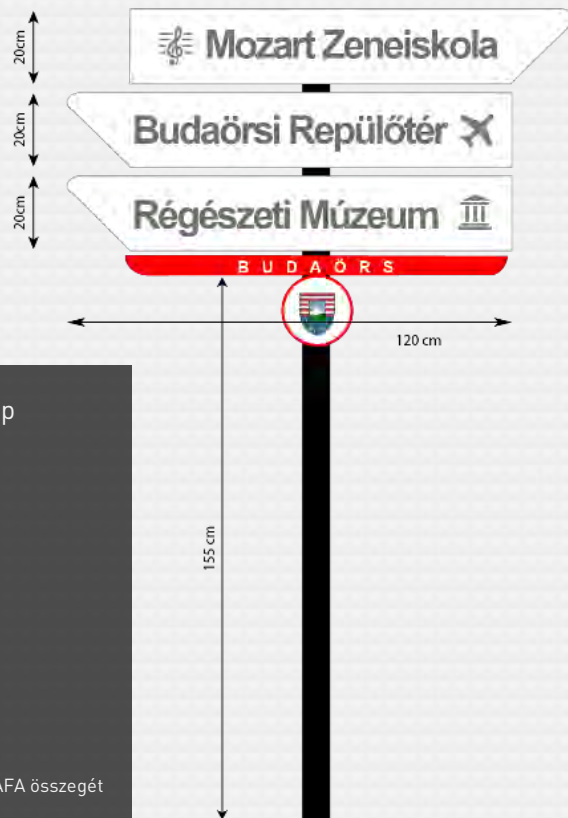 20cm
Mozart Zeneiskola
20cm
Budaörsi Repülőtér
20cm
Régészeti Múzeum
BUDAÖRS
120 cm
p
155 cm
ÁFA összegét